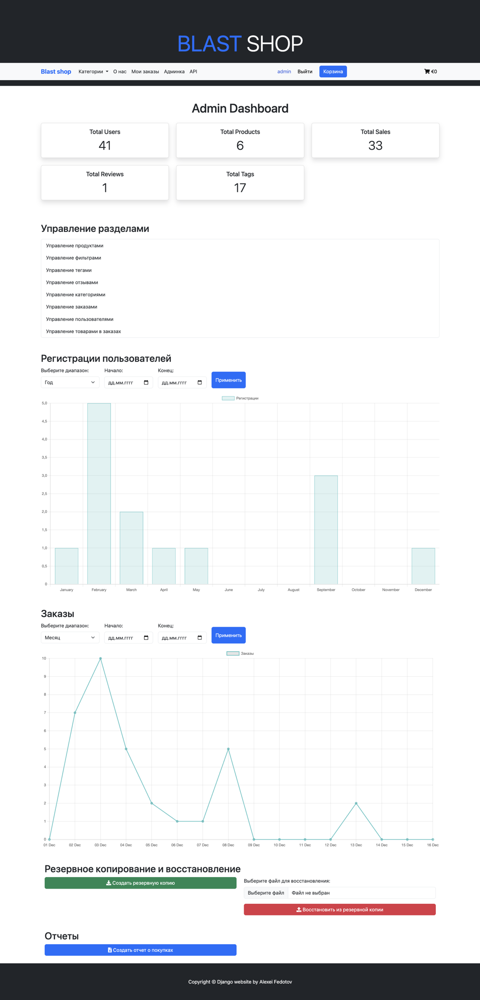 BLAST SHOP
Blast shop Категории О нас Мои заказы Админка API admin Выйти Корзина €0
Admin Dashboard
Total Users
41
Total Products
6
Total Sales
33
Total Reviews
1
Total Tags
17
Управление разделами
Управление продуктами
Управление фильтрами
Управление тегами
Управление отзывами
Управление категориями
Управление заказами
Управление пользователями
Управление товарами в заказах
Регистрации пользователей
Выберите диапазон: Начало: Конец:
Год дд.мм.гггг дд.мм.гггг Применить
Регистрации
5,0
4,5
4,0
3,5
3,0
2,5
2,0
1,5
1,0
0,5
0
January February March April May June July August September October November December
Заказы
Выберите диапазон: Начало: Конец:
Месяц дд.мм.гггг дд.мм.гггг Применить
Заказы
10
9
8
7
6
5
4
3
2
1
0
01 Dec 02 Dec 03 Dec 04 Dec 05 Dec 06 Dec 07 Dec 08 Dec 09 Dec 10 Dec 11 Dec 12 Dec 13 Dec 14 Dec 15 Dec 16 Dec
Резервное копирование и восстановление
Создать резервную копию
Выберите файл для восстановления:
Выберите файл Файл не выбран
Восстановить из резервной копии
Отчеты
Создать отчет о покупках
Copyright © Django website by Alexei Fedotov